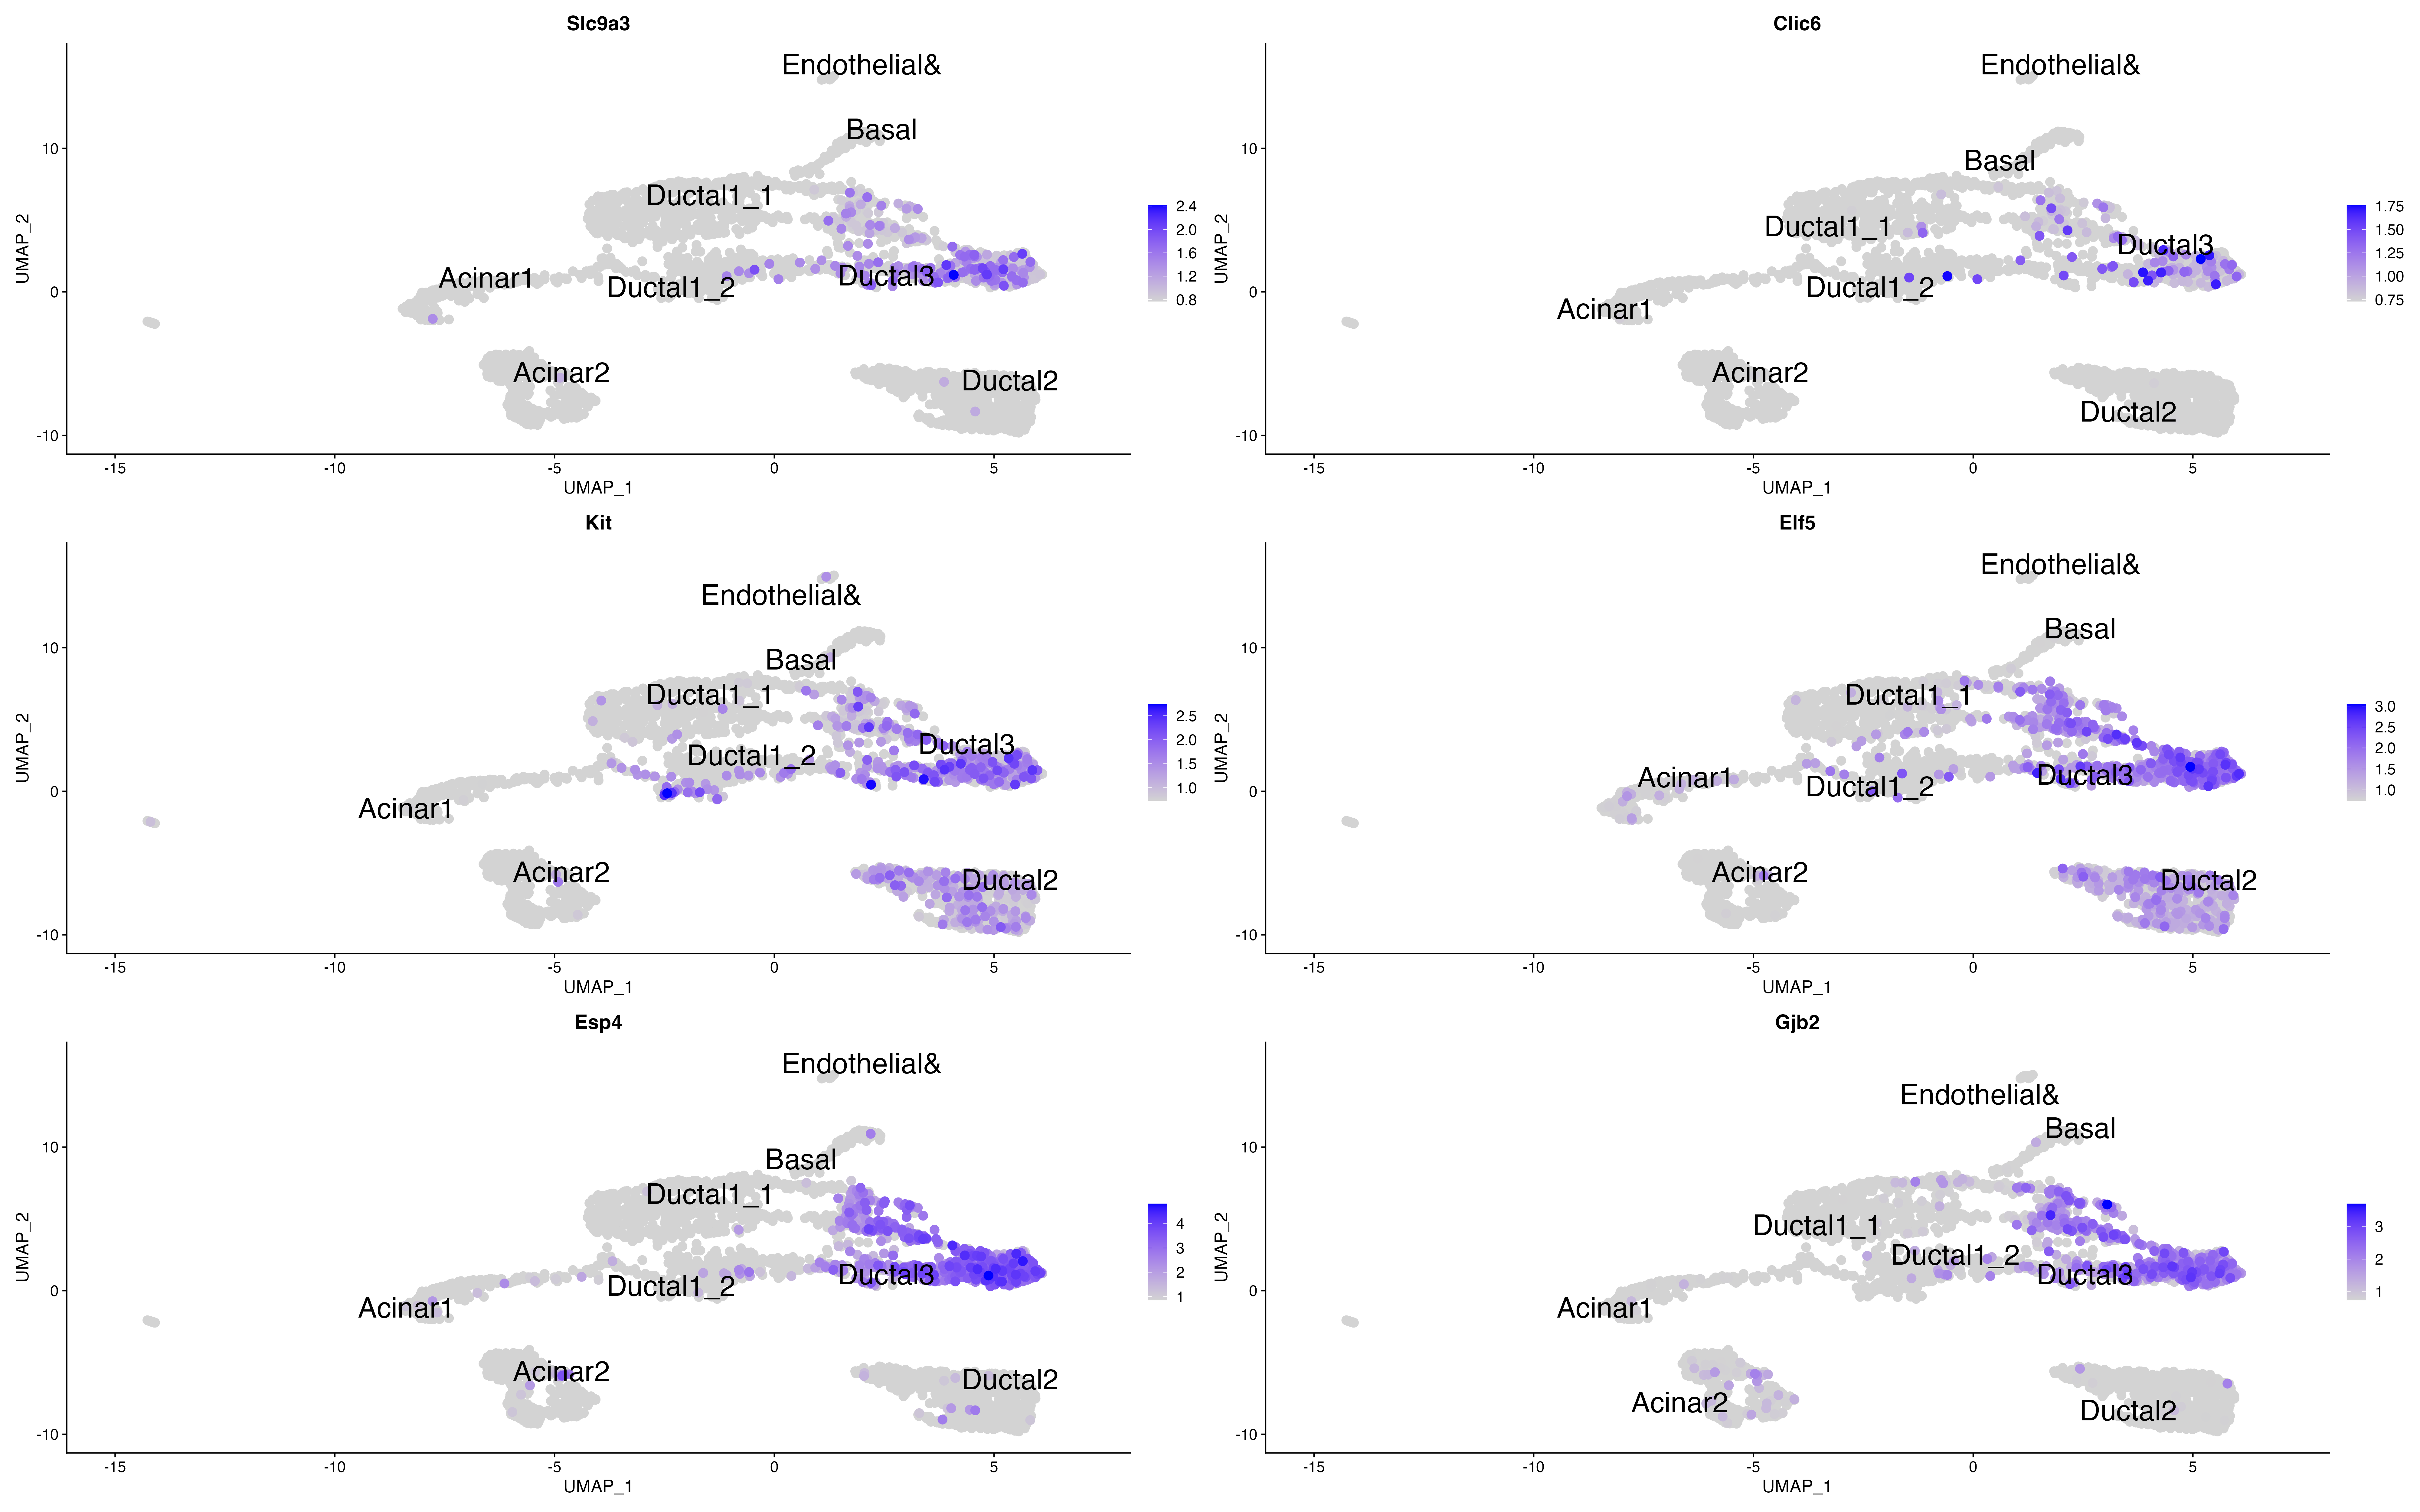 Slc9a3
Endothelial&
Basal
Ductal1_1
Acinar1
Ductal1_2
Ductal3
Acinar2
Ductal2
10
0
-10
UMAP_2
-15
-10
-5
0
5
UMAP_1
2.4
2.0
1.6
1.2
0.8
Clic6
Endothelial&
Basal
Ductal1_1
Ductal3
Ductal1_2
Acinar1
Acinar2
Ductal2
10
0
-10
UMAP_2
-15
-10
-5
0
5
UMAP_1
1.75
1.50
1.25
1.00
0.75
Kit
Endothelial&
Basal
Ductal1_1
Ductal3
Ductal1_2
Acinar1
Acinar2
Ductal2
10
0
-10
UMAP_2
-15
-10
-5
0
5
UMAP_1
2.5
2.0
1.5
1.0
Elf5
Endothelial&
Basal
Ductal1_1
Acinar1
Ductal3
Ductal1_2
Acinar2
Ductal2
10
0
-10
UMAP_2
-15
-10
-5
0
5
UMAP_1
3.0
2.5
2.0
1.5
1.0
Esp4
Endothelial&
Basal
Ductal1_1
Ductal3
Ductal1_2
Acinar1
Acinar2
Ductal2
10
0
-10
UMAP_2
-15
-10
-5
0
5
UMAP_1
4
3
2
1
Gjb2
Endothelial&
Basal
Ductal1_1
Ductal1_2
Ductal3
Acinar1
Acinar2
Ductal2
10
0
-10
UMAP_2
-15
-10
-5
0
5
UMAP_1
3
2
1